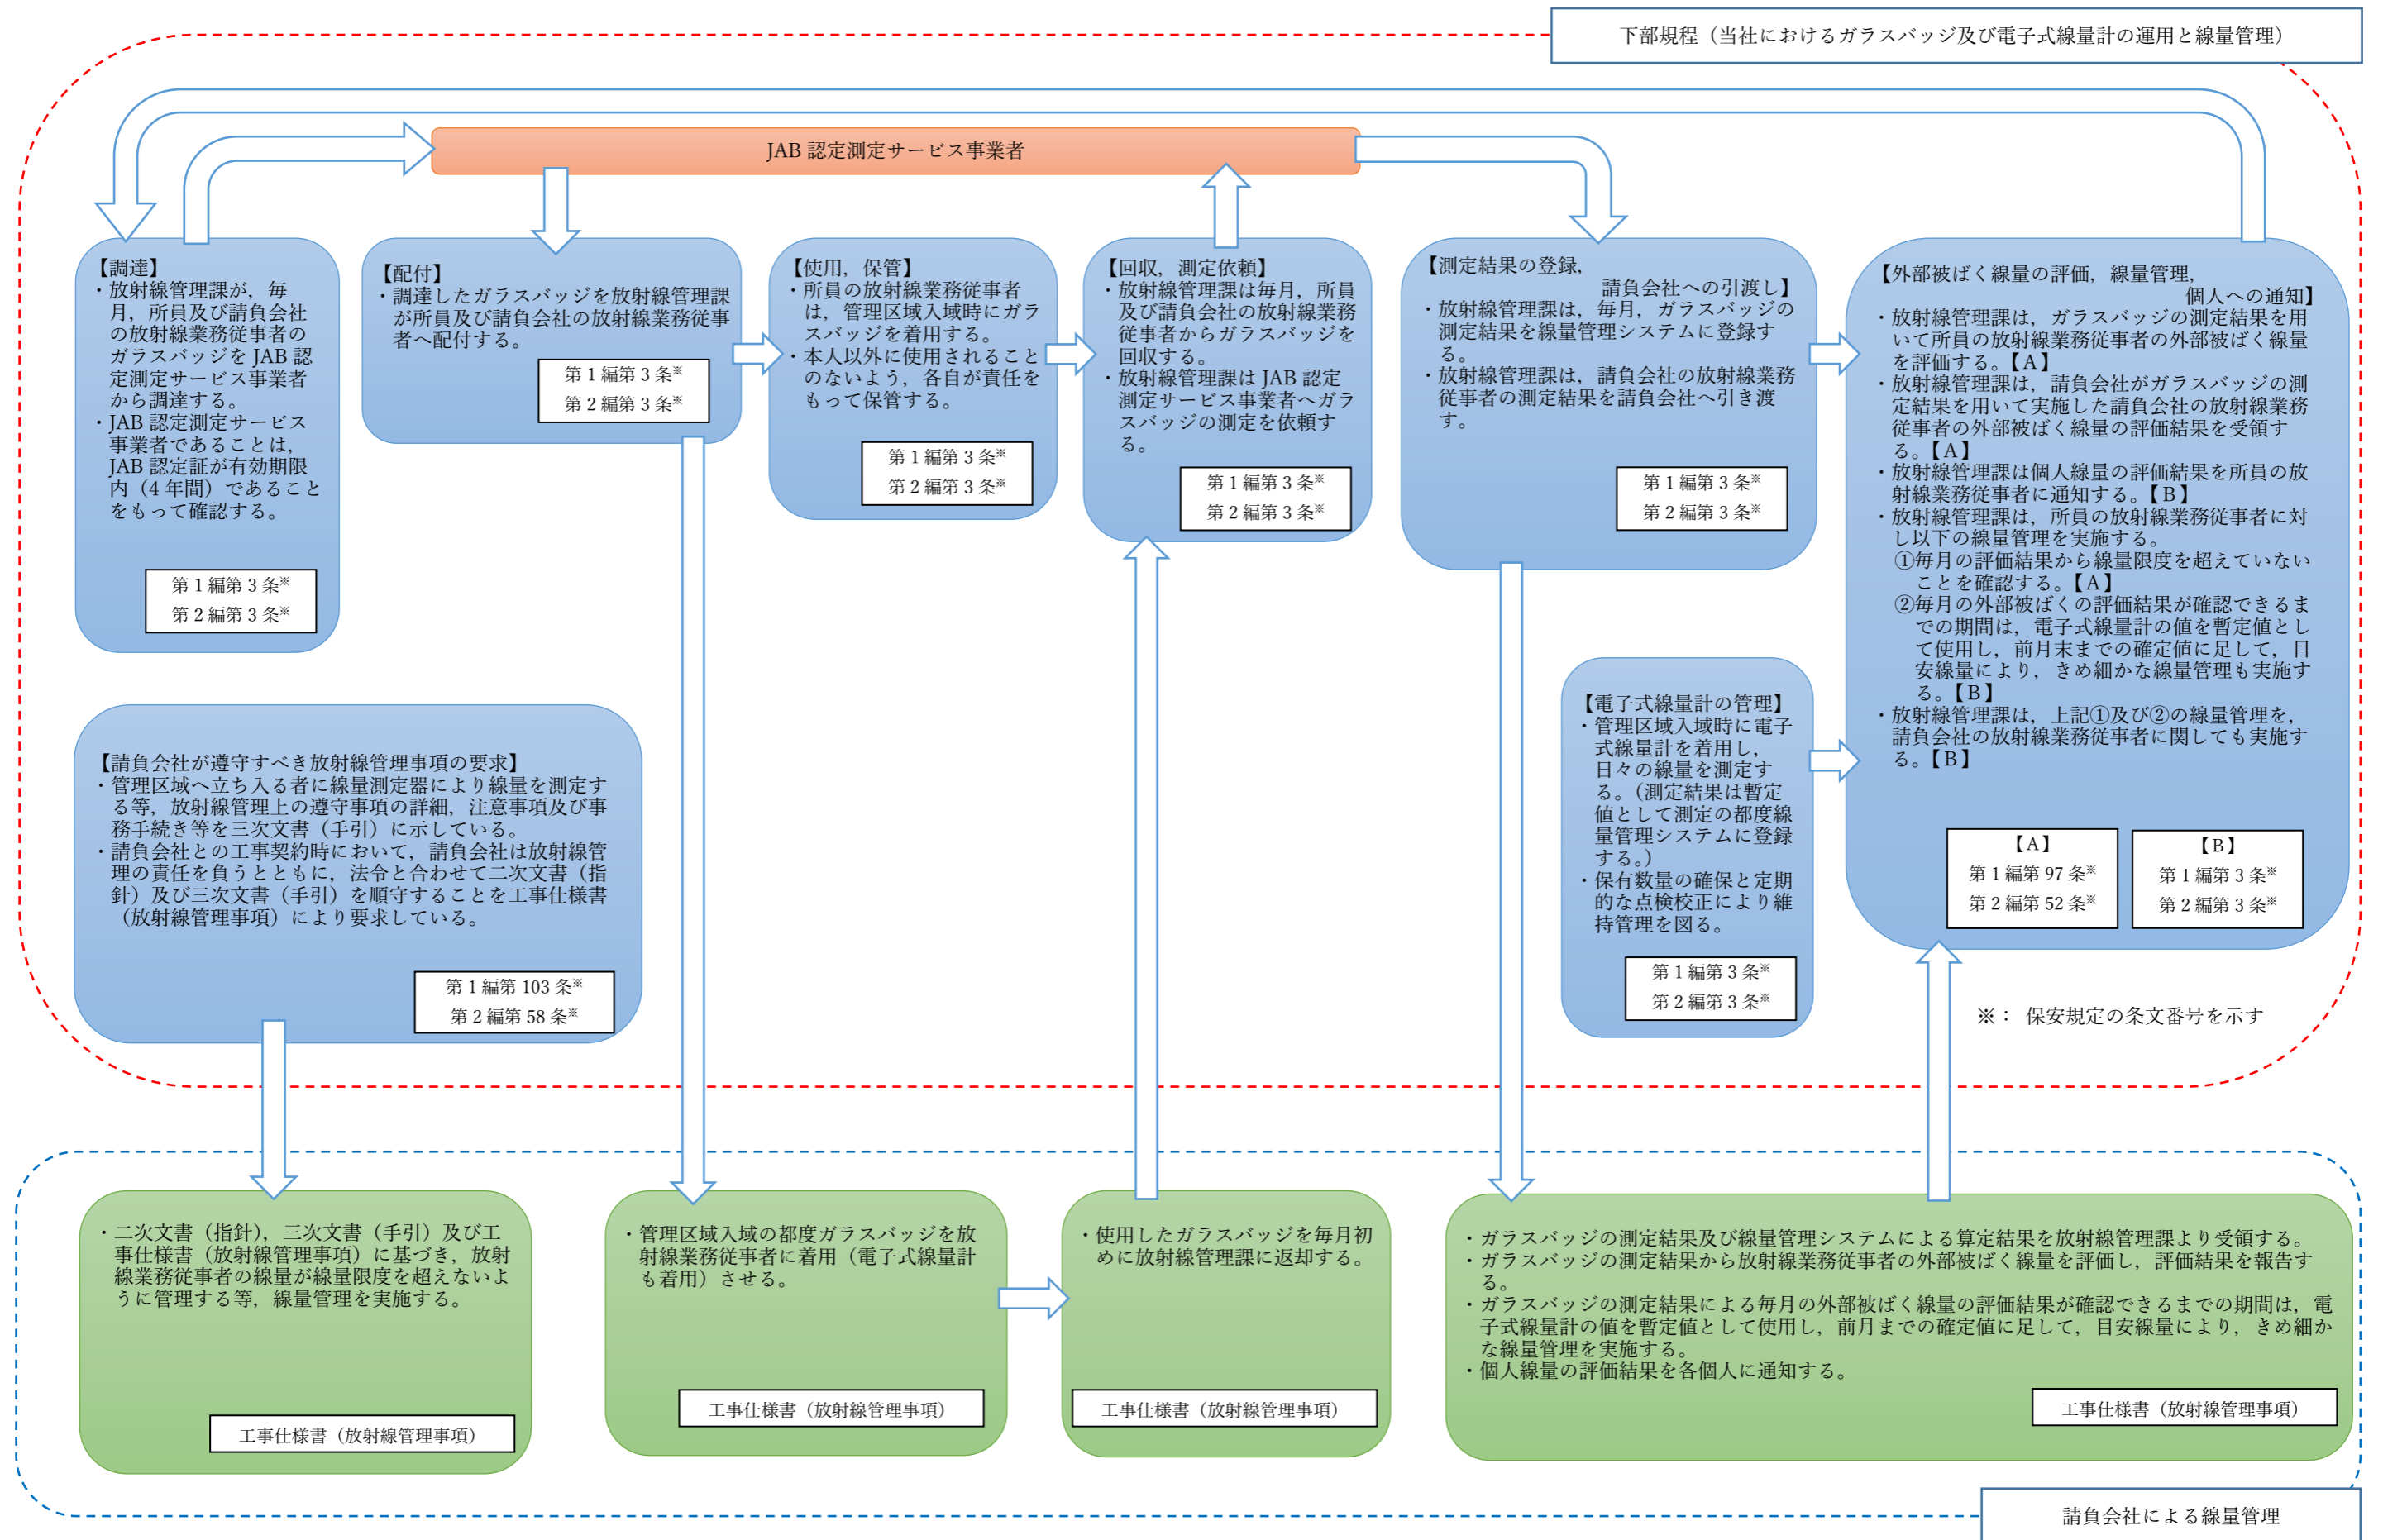 下部規程（当社におけるガラスバッジ及び電子式線量計の運用と線量管理）
JAB 認定測定サービス事業者
【調達】
・放射線管理課が，毎
月，所員及び請負会社
の放射線業務従事者の
ガラスバッジを JAB 認
定測定サービス事業者
から調達する。
・JAB 認定測定サービス
事業者であることは，
JAB 認定証が有効期限
内（4 年間）であること
をもって確認する。
第 1 編第 3 条※
第 2 編第 3 条※
【配付】
・調達したガラスバッジを放射線管理課
が所員及び請負会社の放射線業務従事
者へ配付する。
第 1 編第 3 条※
第 2 編第 3 条※
【使用，保管】
・所員の放射線業務従事者
は，管理区域入域時にガラ
スバッジを着用する。
・本人以外に使用されること
のないよう，各自が責任を
もって保管する。
第 1 編第 3 条※
第 2 編第 3 条※
【回収，測定依頼】
・放射線管理課は毎月，所員
及び請負会社の放射線業務
従事者からガラスバッジを
回収する。
・放射線管理課は JAB 認定
測定サービス事業者へガラ
スバッジの測定を依頼す
る。
第 1 編第 3 条※
第 2 編第 3 条※
【測定結果の登録，
請負会社への引渡し】
・放射線管理課は，毎月，ガラスバッジの
測定結果を線量管理システムに登録す
る。
・放射線管理課は，請負会社の放射線業務
従事者の測定結果を請負会社へ引き渡
す。
第 1 編第 3 条※
第 2 編第 3 条※
【外部被ばく線量の評価，線量管理，
個人への通知】
・放射線管理課は，ガラスバッジの測定結果を用
いて所員の放射線業務従事者の外部被ばく線量
を評価する。【A】
・放射線管理課は，請負会社がガラスバッジの測
定結果を用いて実施した請負会社の放射線業務
従事者の外部被ばく線量の評価結果を受領す
る。【A】
・放射線管理課は個人線量の評価結果を所員の放
射線業務従事者に通知する。【B】
・放射線管理課は，所員の放射線業務従事者に対
し以下の線量管理を実施する。
①毎月の評価結果から線量限度を超えていない
ことを確認する。【A】
②毎月の外部被ばくの評価結果が確認できるま
での期間は，電子式線量計の値を暫定値とし
て使用し，前月末までの確定値に足して，目
安線量により，きめ細かな線量管理も実施す
る。【B】
・放射線管理課は，上記①及び②の線量管理を，
請負会社の放射線業務従事者に関しても実施す
る。【B】
【A】
第 1 編第 97 条※
第 2 編第 52 条※
【B】
第 1 編第 3 条※
第 2 編第 3 条※
【請負会社が遵守すべき放射線管理事項の要求】
・管理区域へ立ち入る者に線量測定器により線量を測定す
る等，放射線管理上の遵守事項の詳細，注意事項及び事
務手続き等を三次文書（手引）に示している。
・請負会社との工事契約時において，請負会社は放射線管
理の責任を負うとともに，法令と合わせて二次文書（指
針）及び三次文書（手引）を順守することを工事仕様書
（放射線管理事項）により要求している。
第 1 編第 103 条※
第 2 編第 58 条※
【電子式線量計の管理】
・管理区域入域時に電子
式線量計を着用し，
日々の線量を測定す
る。（測定結果は暫定
値として測定の都度線
量管理システムに登録
する。）
・保有数量の確保と定期
的な点検校正により維
持管理を図る。
第 1 編第 3 条※
第 2 編第 3 条※
※： 保安規定の条文番号を示す
・二次文書（指針），三次文書（手引）及び工
事仕様書（放射線管理事項）に基づき，放射
線業務従事者の線量が線量限度を超えないよ
うに管理する等，線量管理を実施する。
工事仕様書（放射線管理事項）
・管理区域入域の都度ガラスバッジを放
射線業務従事者に着用（電子式線量計
も着用）させる。
工事仕様書（放射線管理事項）
・使用したガラスバッジを毎月初
めに放射線管理課に返却する。
工事仕様書（放射線管理事項）
・ガラスバッジの測定結果及び線量管理システムによる算定結果を放射線管理課より受領する。
・ガラスバッジの測定結果から放射線業務従事者の外部被ばく線量を評価し，評価結果を報告す
る。
・ガラスバッジの測定結果による毎月の外部被ばく線量の評価結果が確認できるまでの期間は，電
子式線量計の値を暫定値として使用し，前月までの確定値に足して，目安線量により，きめ細か
な線量管理を実施する。
・個人線量の評価結果を各個人に通知する。
工事仕様書（放射線管理事項）
請負会社による線量管理